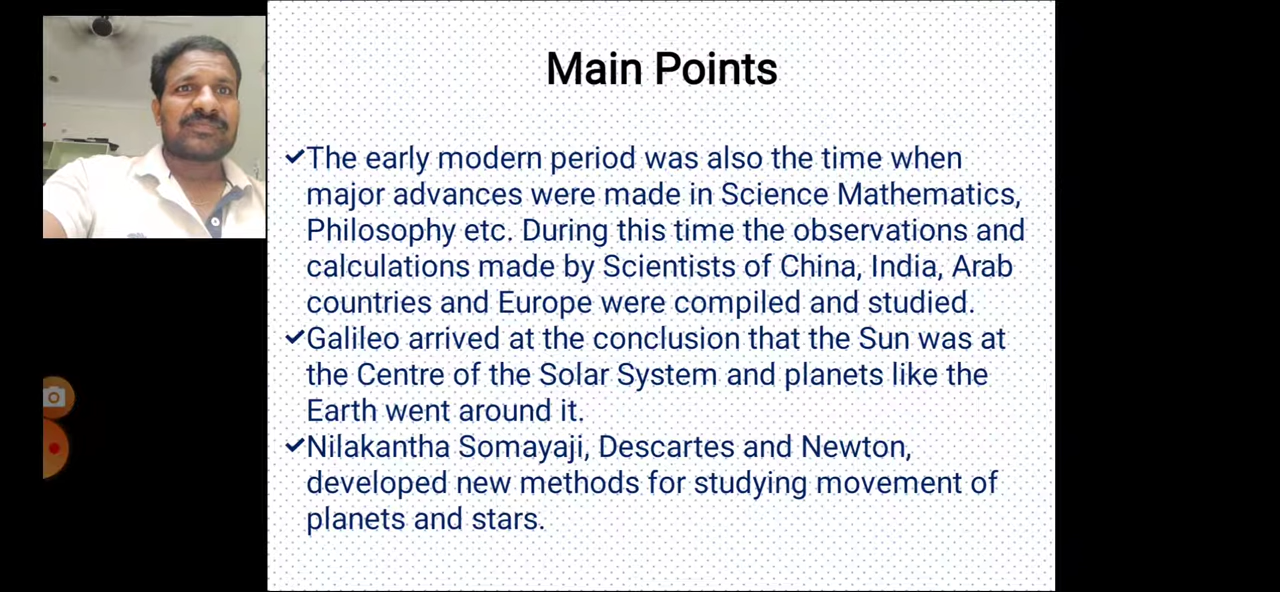 Main Points
✓The early modern period was also the time when
major advances were made in Science Mathematics,
Philosophy etc. During this time the observations and
calculations made by Scientists of China, India, Arab
countries and Europe were compiled and studied.
✓Galileo arrived at the conclusion that the Sun was at
the Centre of the Solar System and planets like the
Earth went around it.
✓Nilakantha Somayaji, Descartes and Newton,
developed new methods for studying movement of
planets and stars.